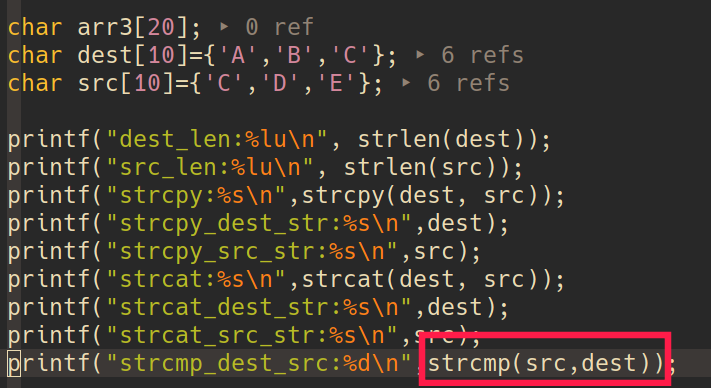 char arr3[20]; ▸ 0 ref
char dest[10]={'A','B','C'}; ▸ 6 refs
char src[10]={'C','D','E'}; ▸ 6 refs
printf("dest_len:%lu\n", strlen(dest));
printf("src_len:%lu\n", strlen(src));
printf("strcpy:%s\n",strcpy(dest, src));
printf("strcpy_dest_str:%s\n",dest);
printf("strcpy_src_str:%s\n",src);
printf("strcat:%s\n",strcat(dest, src));
printf("strcat_dest_str:%s\n",dest);
printf("strcat_src_str:%s\n",src);
printf("strcmp_dest_src:%d\n",strcmp(src,dest));